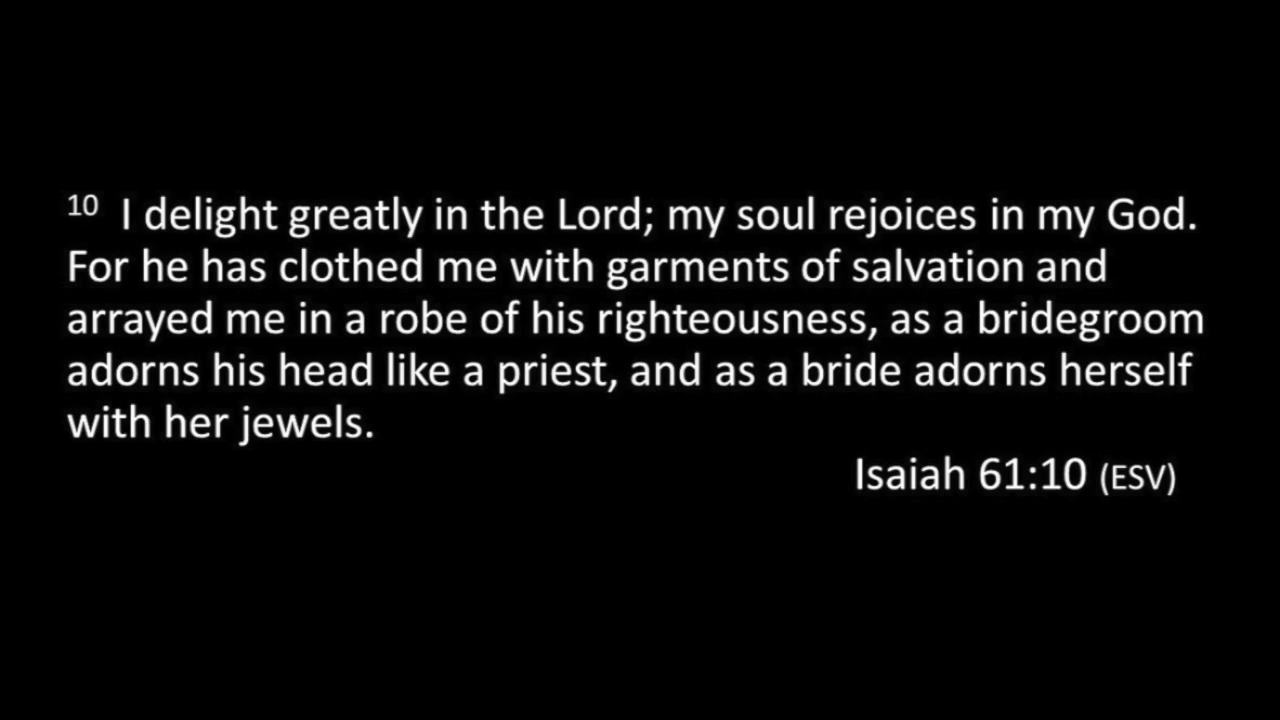 10 I delight greatly in the Lord; my soul rejoices in my God.
For he has clothed me with garments of salvation and
arrayed me in a robe of his righteousness, as a bridegroom
adorns his head like a priest, and as a bride adorns herself
with her jewels.
Isaiah 61:10 (ESV)